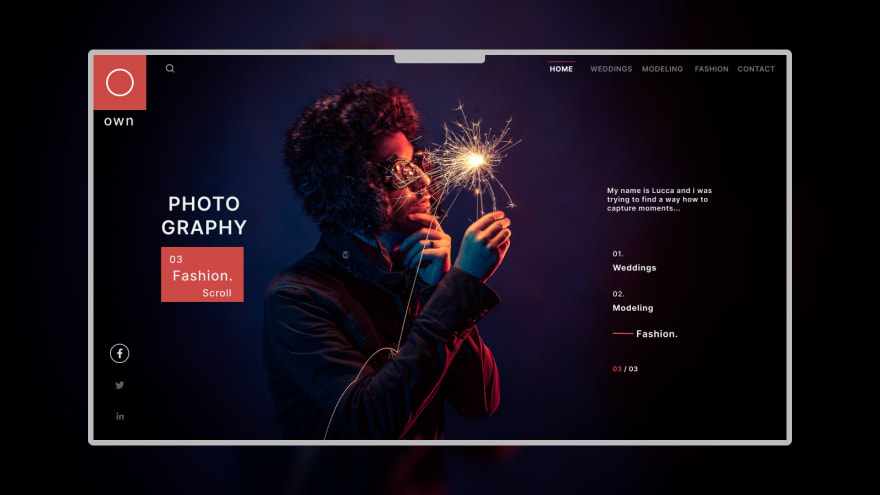 HOME WEDDINGS MODELING FASHION CONTACT
own
PHOTO
GRAPHY
03
Fashion.
Scroll
My name is Lucca and i was
trying to find a way how to
capture moments...
01.
Weddings
02.
Modeling
Fashion.
03 / 03
f
in